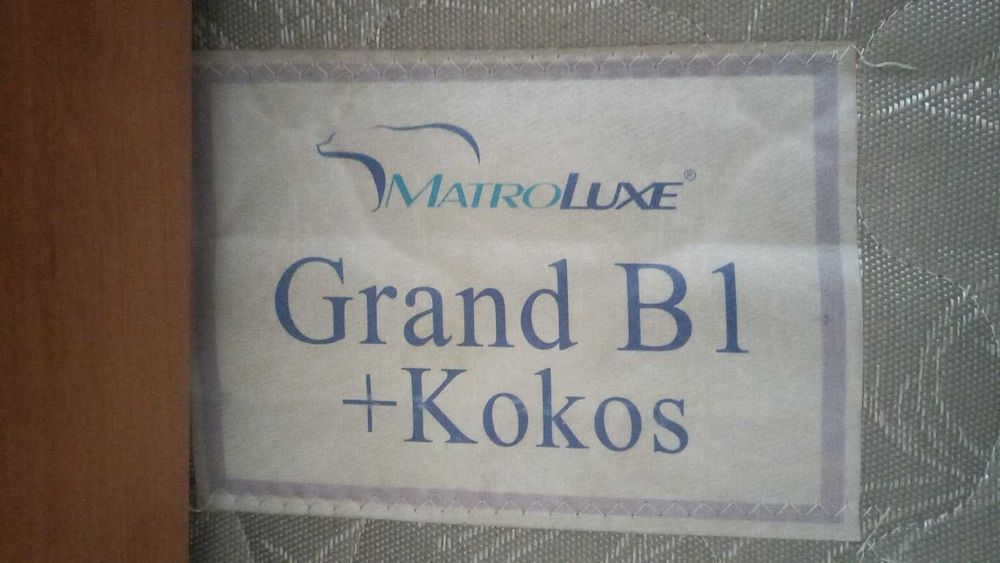 MATROLUXE®
Grand B1
+Kokos